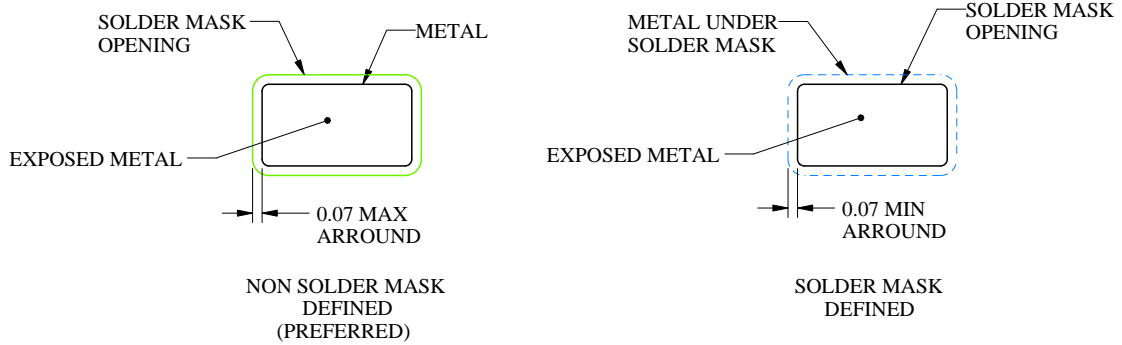 SOLDER MASK
OPENING
METAL
EXPOSED METAL
0.07 MAX
ARROUND
NON SOLDER MASK
DEFINED
(PREFERRED)
METAL UNDER
SOLDER MASK
SOLDER MASK
OPENING
EXPOSED METAL
0.07 MIN
ARROUND
SOLDER MASK
DEFINED